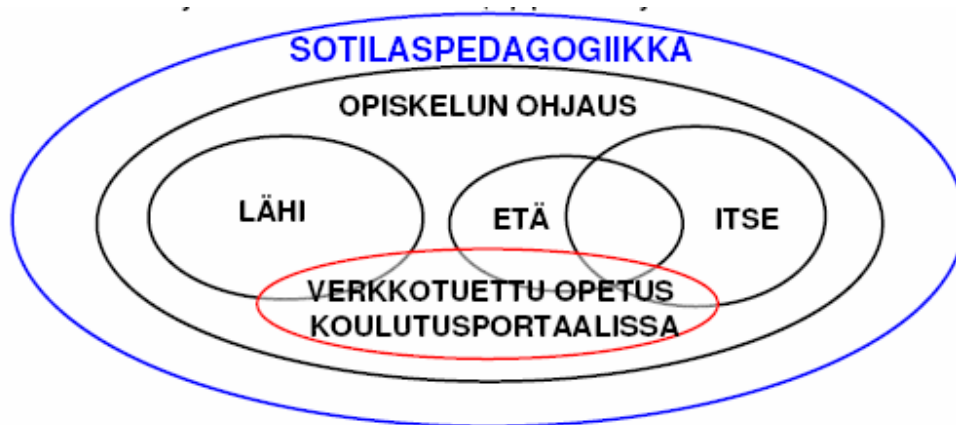 SOTILASPEDAGOGIIKKA
OPISKELUN OHJAUS
LÄHI
ETÄ
ITSE
VERKKOTUETTU OPETUS
KOULUTUSPORTAALISSA